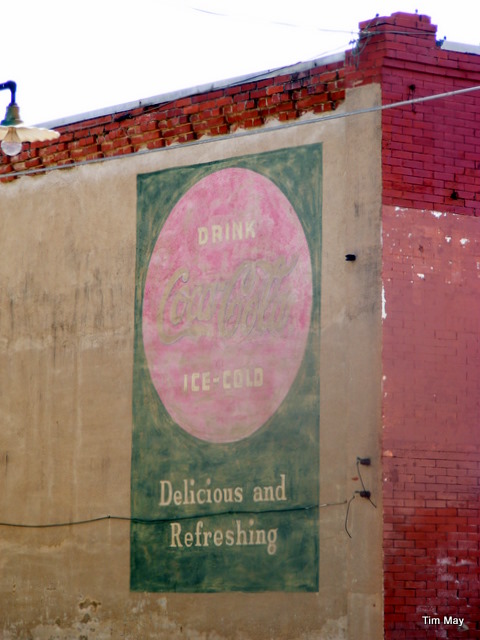 DRINK
Coca-Cola
ICE-COLD
Delicious and
Refreshing
Tim May